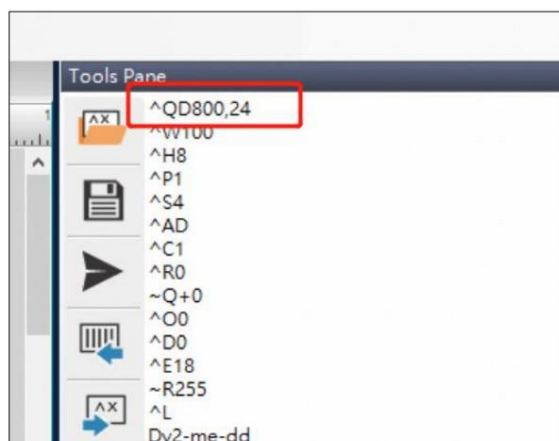 Tools Pane
1
^QD800,24
^W100
^H8
^P1
^S4
^AD
^C1
^R0
~Q+0
^O0
^D0
^E18
~R255
^L
Dy2-me-dd
^X
^X